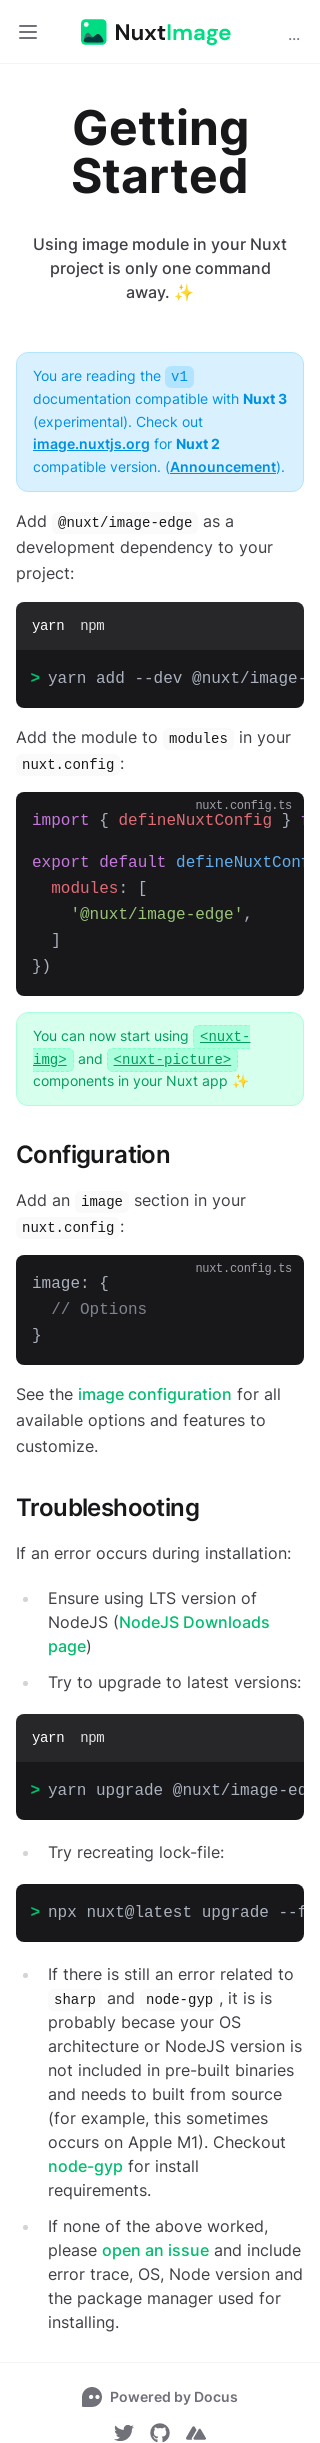 NuxtImage
...
Getting
Started
Using image module in your Nuxt
project is only one command
away. ✨
You are reading the v1
documentation compatible with Nuxt 3
(experimental). Check out
image.nuxtjs.org for Nuxt 2
compatible version. (Announcement).
Add @nuxt/image-edge as a
development dependency to your
project:
yarn npm
> yarn add --dev @nuxt/image-
Add the module to modules in your
nuxt.config :
nuxt.config.ts
import { defineNuxtConfig }
export default defineNuxtCon
modules: [
'@nuxt/image-edge',
]
})
You can now start using <nuxt-
img> and <nuxt-picture>
components in your Nuxt app ✨
Configuration
Add an image section in your
nuxt.config :
nuxt.config.ts
image: {
// Options
}
See the image configuration for all
available options and features to
customize.
Troubleshooting
If an error occurs during installation:
Ensure using LTS version of
NodeJS (NodeJS Downloads
page)
Try to upgrade to latest versions:
yarn npm
> yarn upgrade @nuxt/image-ed
Try recreating lock-file:
> npx nuxt@latest upgrade --f
If there is still an error related to
sharp and node-gyp , it is is
probably becase your OS
architecture or NodeJS version is
not included in pre-built binaries
and needs to built from source
(for example, this sometimes
occurs on Apple M1). Checkout
node-gyp for install
requirements.
If none of the above worked,
please open an issue and include
error trace, OS, Node version and
the package manager used for
installing.
Powered by Docus